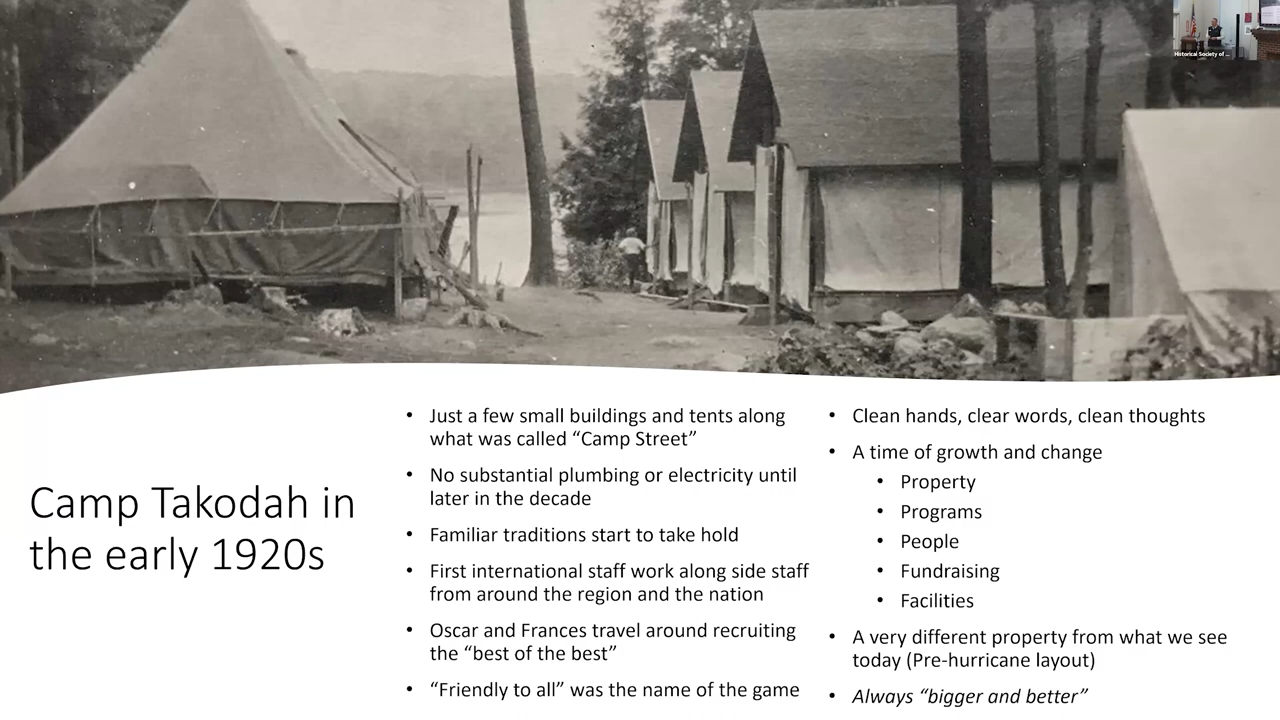 Historical Society of ...
Camp Takodah in
the early 1920s
• Just a few small buildings and tents along
what was called “Camp Street”
• No substantial plumbing or electricity until
later in the decade
• Familiar traditions start to take hold
• First international staff work along side staff
from around the region and the nation
• Oscar and Frances travel around recruiting
the “best of the best”
• “Friendly to all” was the name of the game
• Clean hands, clear words, clean thoughts
• A time of growth and change
• Property
• Programs
• People
• Fundraising
• Facilities
• A very different property from what we see
today (Pre-hurricane layout)
• Always “bigger and better”